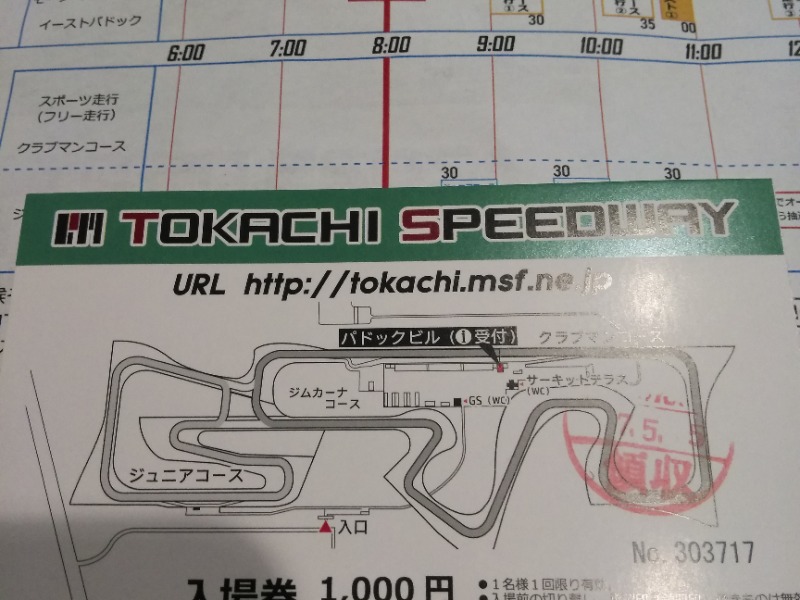 イーストパドック
30
35
00
6:00 7:00 8:00 9:00 10:00 11:00 12
スポーツ走行
(フリー走行)
クラブマンコース
30
30
TOKACHI SPEEDWAY
URL http://tokachi.msf.ne.jp
パドックビル(i受付)
クラブマンコース
ジムカーナ
コース
サーキットテラス
(WC)
GS (WC)
ジュニアコース
7.5.
領収
入口
No. 303717
入場券 1,000円
●1名様1回限り有